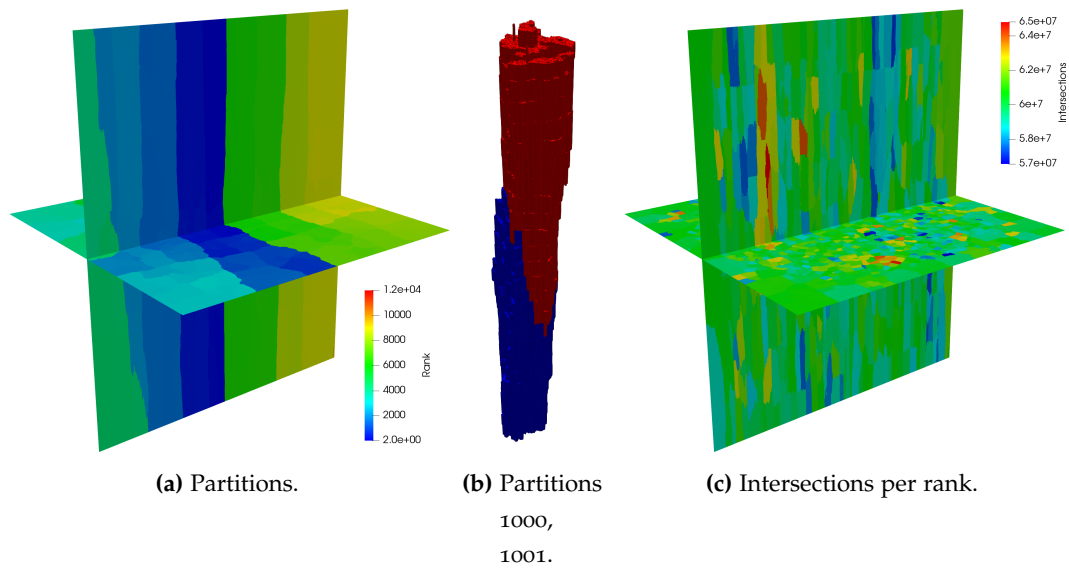 6.5e+07
6.4e+7
6.2e+7
6e+7
5.8e+7
5.7e+07
Intersections
1.2e+04
10000
8000
6000
4000
2000
2.0e+00
Rank
(a) Partitions.
(b) Partitions
1000,
1001.
(c) Intersections per rank.